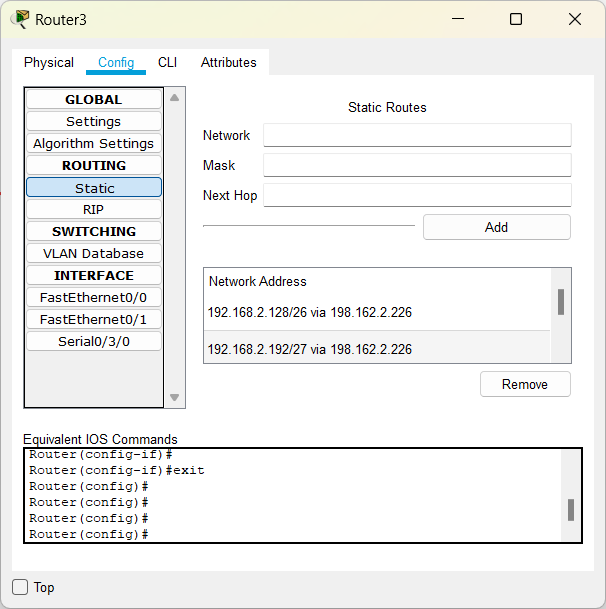 Router3
Physical Config CLI Attributes
GLOBAL
Settings
Algorithm Settings
ROUTING
Static
RIP
SWITCHING
VLAN Database
INTERFACE
FastEthernet0/0
FastEthernet0/1
Serial0/3/0
Static Routes
Network
Mask
Next Hop
Add
Network Address
192.168.2.128/26 via 198.162.2.226
192.168.2.192/27 via 198.162.2.226
Remove
Equivalent IOS Commands
Router(config-if)#
Router(config-if)#exit
Router(config)#
Router(config)#
Router(config)#
Router(config)#
Top